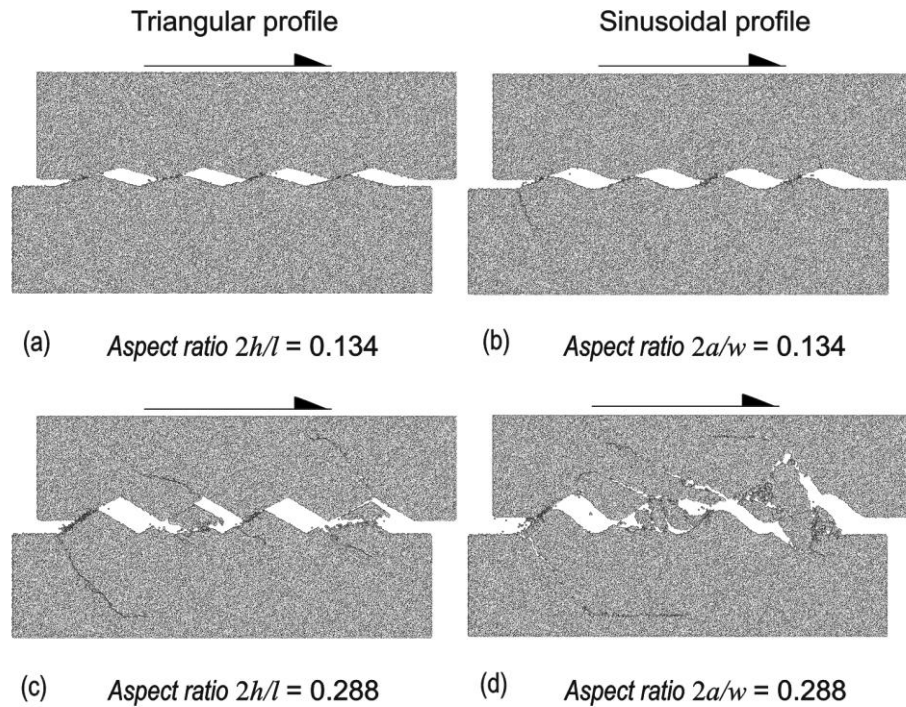 Triangular profile
Sinusoidal profile
(a) Aspect ratio 2h/l = 0.134
(b) Aspect ratio 2a/w = 0.134
(c) Aspect ratio 2h/l = 0.288
(d) Aspect ratio 2a/w = 0.288